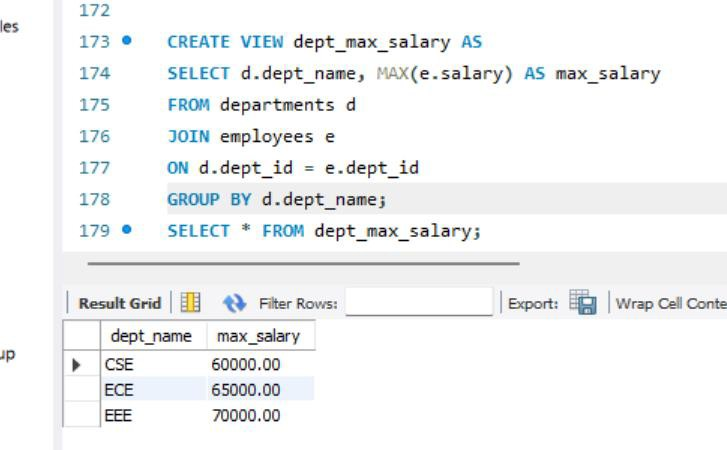 les
up
172
173 CREATE VIEW dept_max_salary AS
174 SELECT d.dept_name, MAX(e.salary) AS max_salary
175 FROM departments d
176 JOIN employees e
177 ON d.dept_id = e.dept_id
178 GROUP BY d.dept_name;
179 SELECT * FROM dept_max_salary;
Result Grid Filter Rows: Export: Wrap Cell Conte
dept_name max_salary
CSE 60000.00
ECE 65000.00
EEE 70000.00